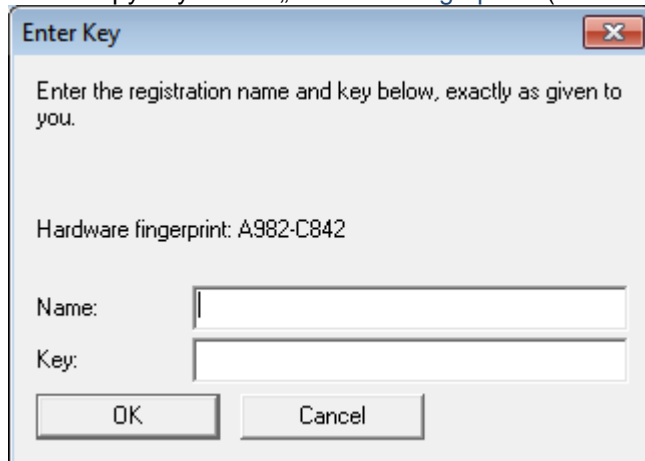 Enter Key
Enter the registration name and key below, exactly as given to
you.
Hardware fingerprint: A982-C842
Name:
Key:
OK Cancel